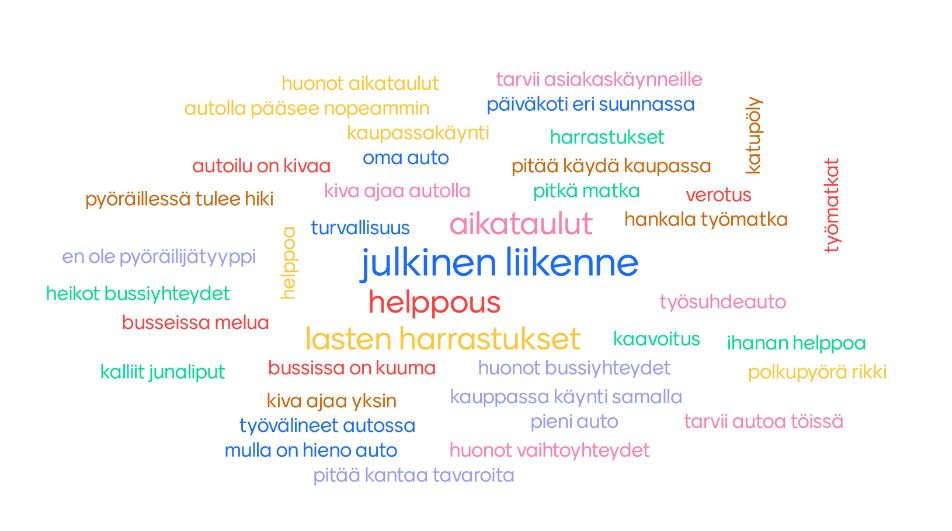 huonot aikataulut
tarvii asiakaskäynneille
autolla pääsee nopeammin
päiväkoti eri suunnassa
katupöly
kaupassakäynti
harrastukset
autoilu on kivaa
oma auto
pitää käydä kaupassa
työmatkat
pyöräillessä tulee hiki
kiva ajaa autolla
pitkä matka
verotus
turvallisuus
aikataulut
hankala työmatka
en ole pyöräilijätyyppi
helppoa
julkinen liikenne
heikot bussiyhteydet
helppous
työsuhdeauto
busseissa melua
lasten harrastukset
kaavoitus
ihanan helppoa
kalliit junaliput
bussissa on kuuma
huonot bussiyhteydet
polkupyörä rikki
kiva ajaa yksin
kauppassa käynti samalla
työvälineet autossa
pieni auto
tarvii autoa töissä
mulla on hieno auto
huonot vaihtoyhteydet
pitää kantaa tavaroita